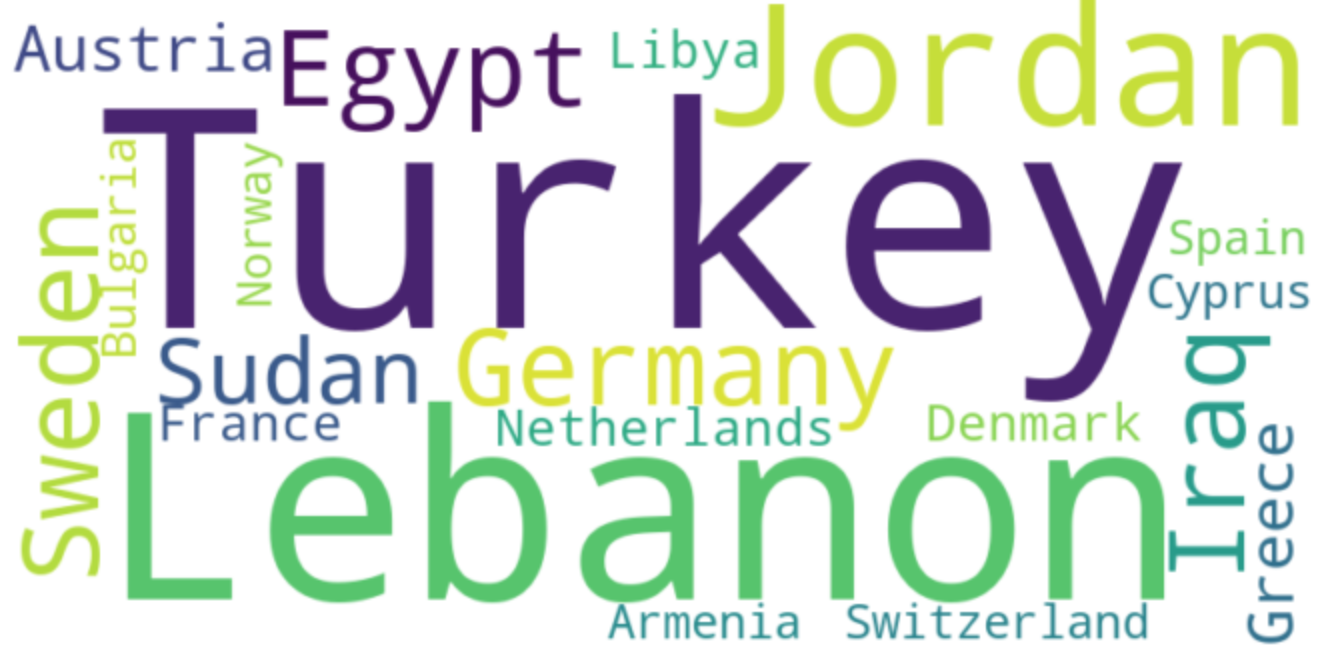 Austria
Egypt
Libya
Jordan
Turkey
Bulgaria
Norway
Spain
Cyprus
Sweden
Sudan
Germany
Iraq
France
Netherlands
Denmark
Lebanon
Greece
Armenia
Switzerland